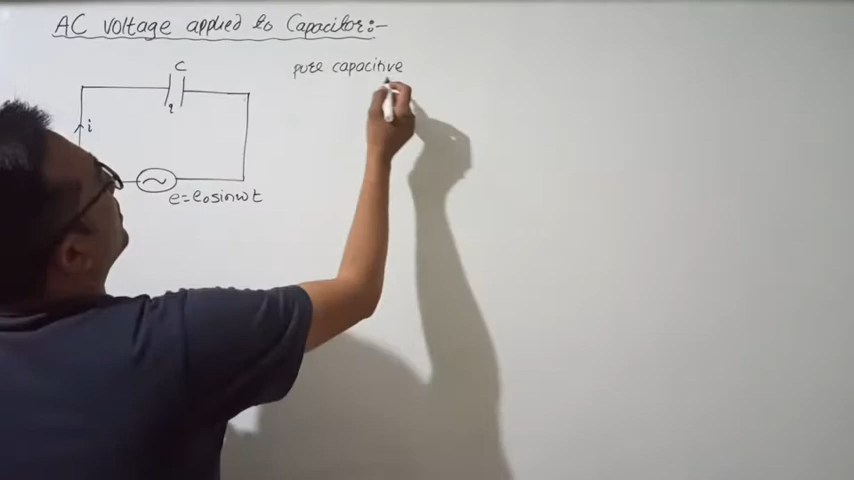 AC Voltage applied to Capacitor:-
C
pure capacitive
i
e=e₀sinωt